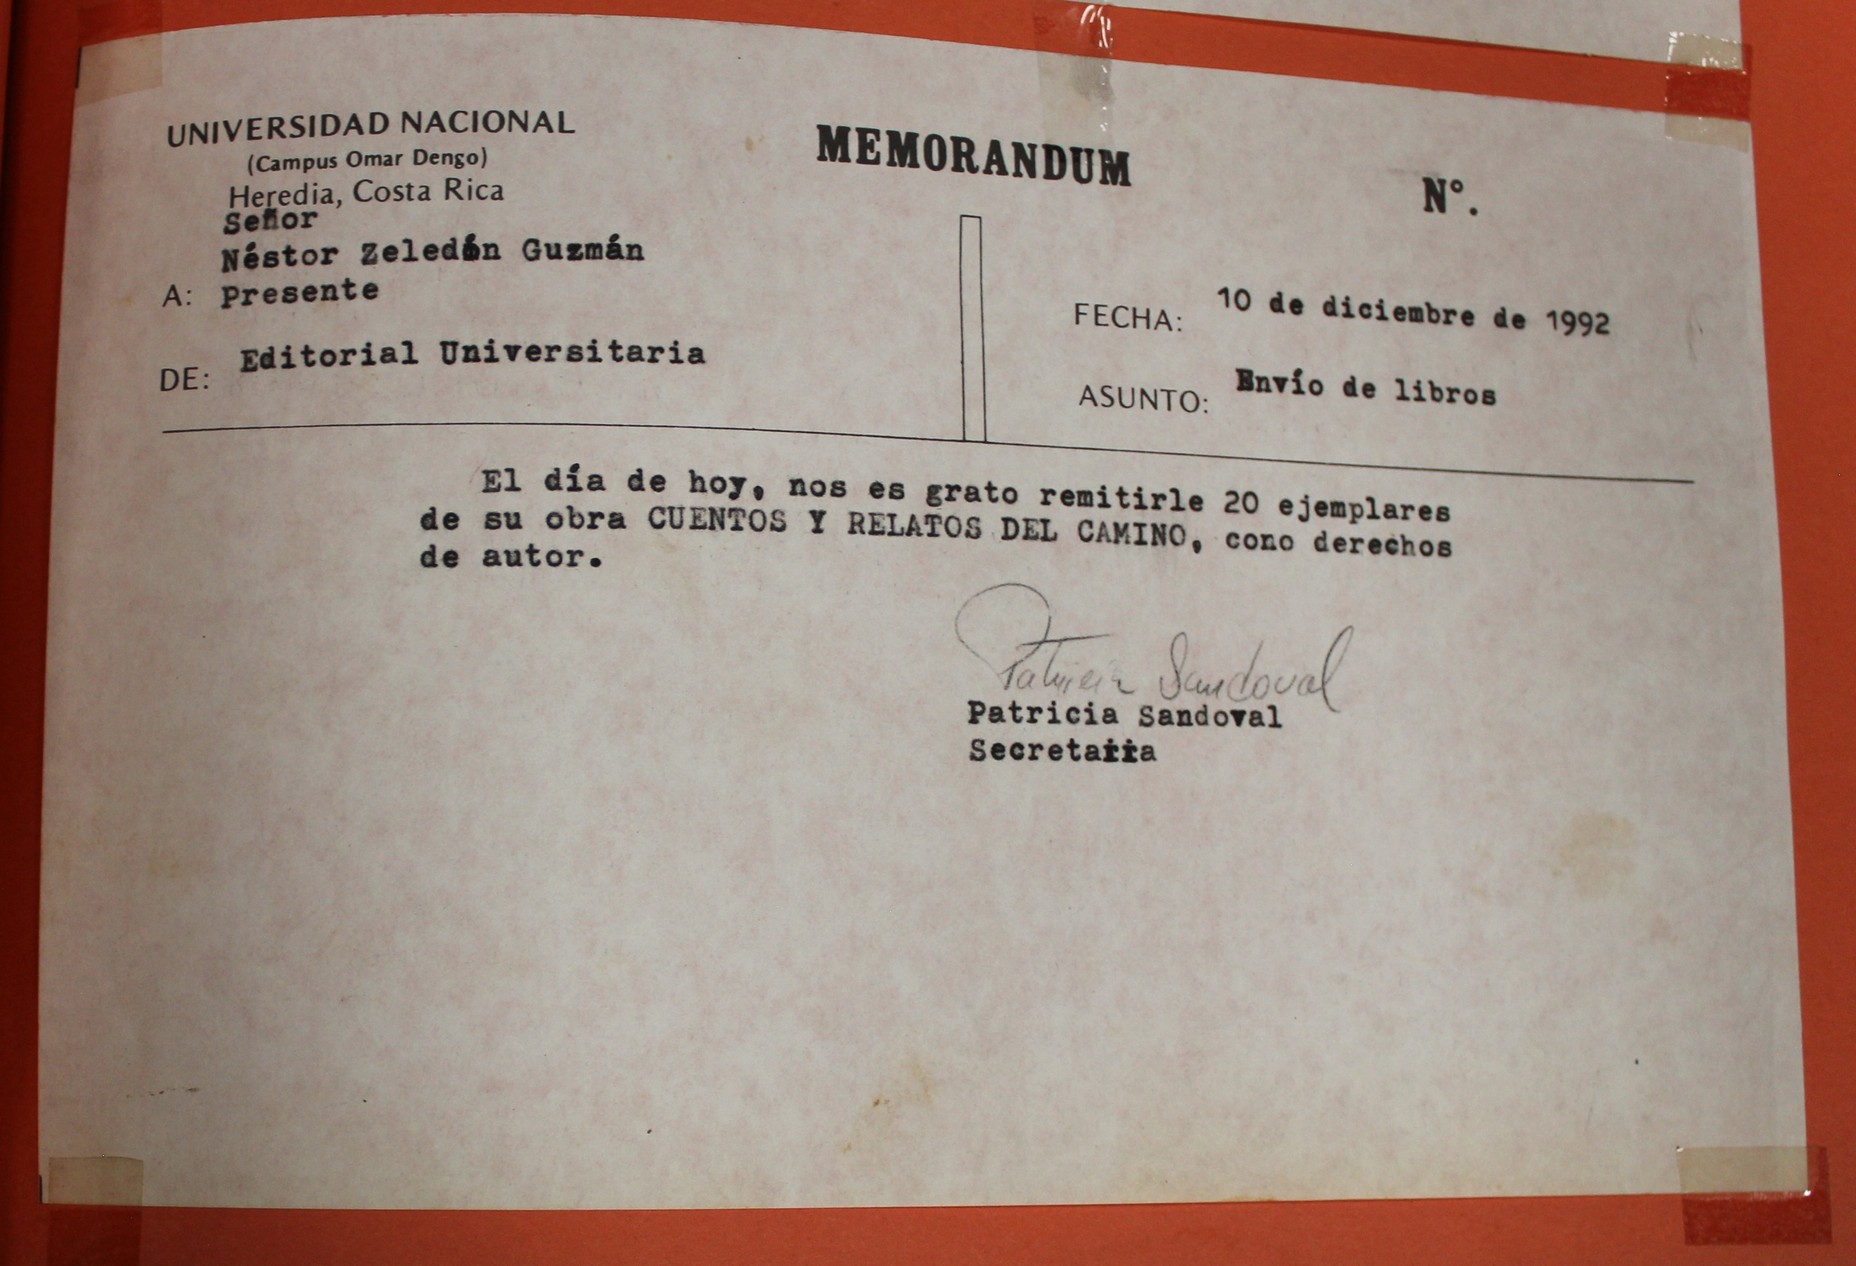 UNIVERSIDAD NACIONAL
(Campus Omar Dengo)
Heredia, Costa Rica
MEMORANDUM
Nº.
Señor
Néstor Zeledón Guzmán
A: Presente
DE: Editorial Universitaria
FECHA: 10 de diciembre de 1992
ASUNTO: Envío de libros
El día de hoy, nos es grato remitirle 20 ejemplares
de su obra CUENTOS Y RELATOS DEL CAMINO, cono derechos
de autor.
Patricia Sandoval
Patricia Sandoval
Secretaria